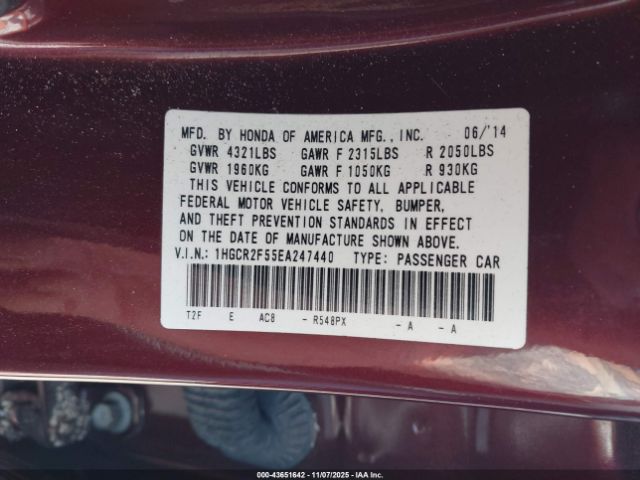 MFD. BY HONDA OF AMERICA MFG., INC. 06/'14
GVWR 4321LBS GAWR F 2315LBS R 2050LBS
GVWR 1960KG GAWR F 1050KG R 930KG
THIS VEHICLE CONFORMS TO ALL APPLICABLE
FEDERAL MOTOR VEHICLE SAFETY, BUMPER,
AND THEFT PREVENTION STANDARDS IN EFFECT
ON THE DATE OF MANUFACTURE SHOWN ABOVE.
V.I.N.: 1HGCR2F55EA247440 TYPE: PASSENGER CAR
T2F E AC8 - R548PX - A - A
000-43651642 - 11/07/2025 - IAA Inc.